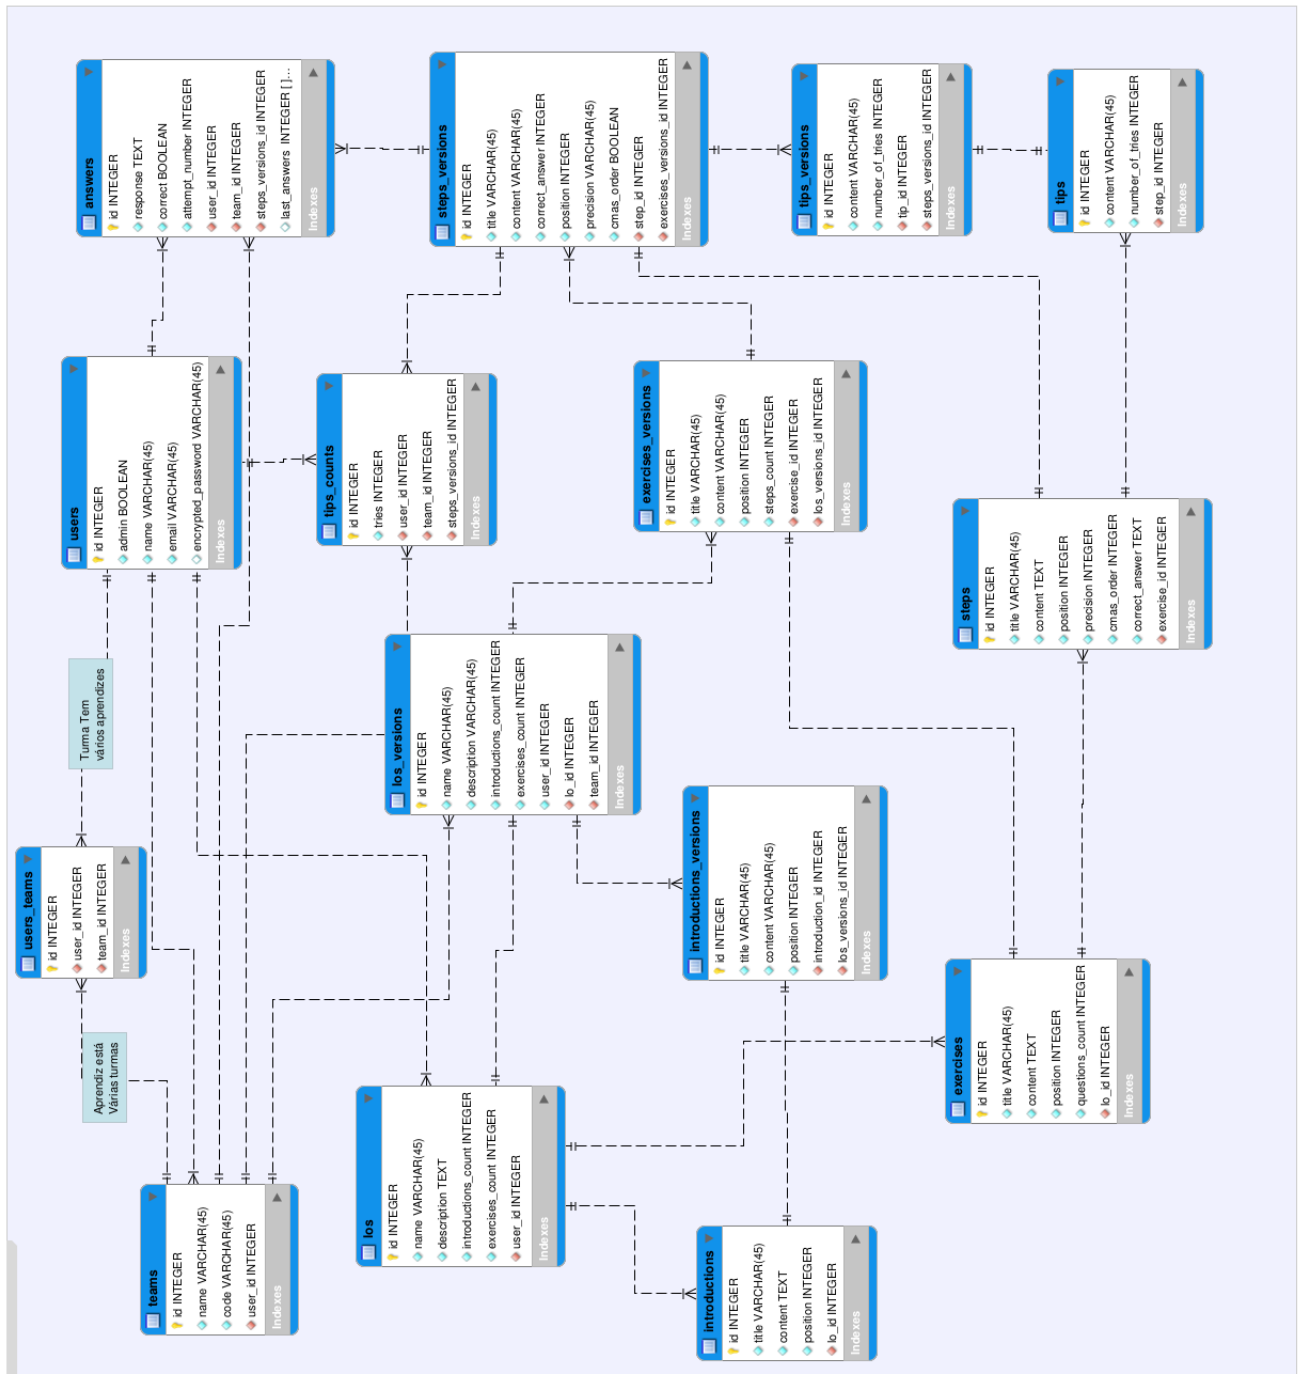 answers
id INTEGER
response TEXT
correct BOOLEAN
attempt_number INTEGER
user_id INTEGER
team_id INTEGER
steps_versions_id INTEGER
last_answers INTEGER []...
Indexes
steps_versions
id INTEGER
title VARCHAR(45)
content VARCHAR(45)
correct_answer INTEGER
position INTEGER
precision VARCHAR(45)
cmas_order BOOLEAN
step_id INTEGER
exercises_versions_id INTEGER
Indexes
tips_versions
id INTEGER
content VARCHAR(45)
number_of_tries INTEGER
tip_id INTEGER
steps_versions_id INTEGER
Indexes
tips
id INTEGER
content VARCHAR(45)
number_of_tries INTEGER
step_id INTEGER
Indexes
users
id INTEGER
admin BOOLEAN
name VARCHAR(45)
email VARCHAR(45)
encrypted_password VARCHAR(45)
Indexes
tips_counts
id INTEGER
tries INTEGER
user_id INTEGER
team_id INTEGER
steps_versions_id INTEGER
Indexes
exercises_versions
id INTEGER
title VARCHAR(45)
content VARCHAR(45)
position INTEGER
steps_count INTEGER
exercise_id INTEGER
los_versions_id INTEGER
Indexes
steps
id INTEGER
title VARCHAR(45)
content TEXT
position INTEGER
precision INTEGER
cmas_order INTEGER
correct_answer TEXT
exercise_id INTEGER
Indexes
Turma Tem
vários aprendizes
los_versions
id INTEGER
name VARCHAR(45)
description VARCHAR(45)
introductions_count INTEGER
exercises_count INTEGER
user_id INTEGER
lo_id INTEGER
team_id INTEGER
Indexes
users_teams
id INTEGER
user_id INTEGER
team_id INTEGER
Indexes
introductions_versions
id INTEGER
title VARCHAR(45)
content VARCHAR(45)
position INTEGER
introduction_id INTEGER
los_versions_id INTEGER
Indexes
Aprendiz está
Várias turmas
exercises
id INTEGER
title VARCHAR(45)
content TEXT
position INTEGER
questions_count INTEGER
lo_id INTEGER
Indexes
teams
id INTEGER
name VARCHAR(45)
code VARCHAR(45)
user_id INTEGER
Indexes
los
id INTEGER
name VARCHAR(45)
description TEXT
introductions_count INTEGER
exercises_count INTEGER
user_id INTEGER
Indexes
introductions
id INTEGER
title VARCHAR(45)
content TEXT
position INTEGER
lo_id INTEGER
Indexes